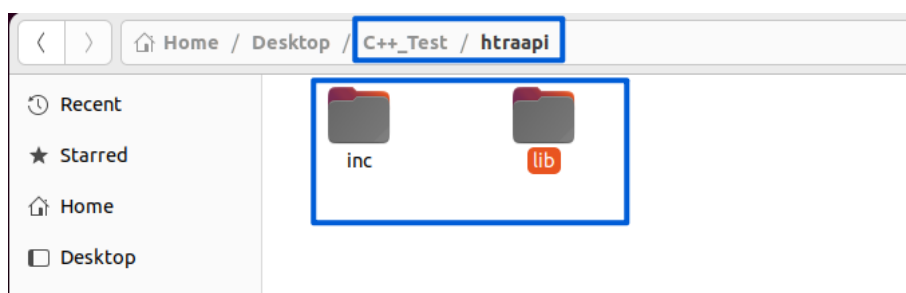 Home / Desktop / C++_Test / htraapi
Recent
Starred
Home
Desktop
inc
lib